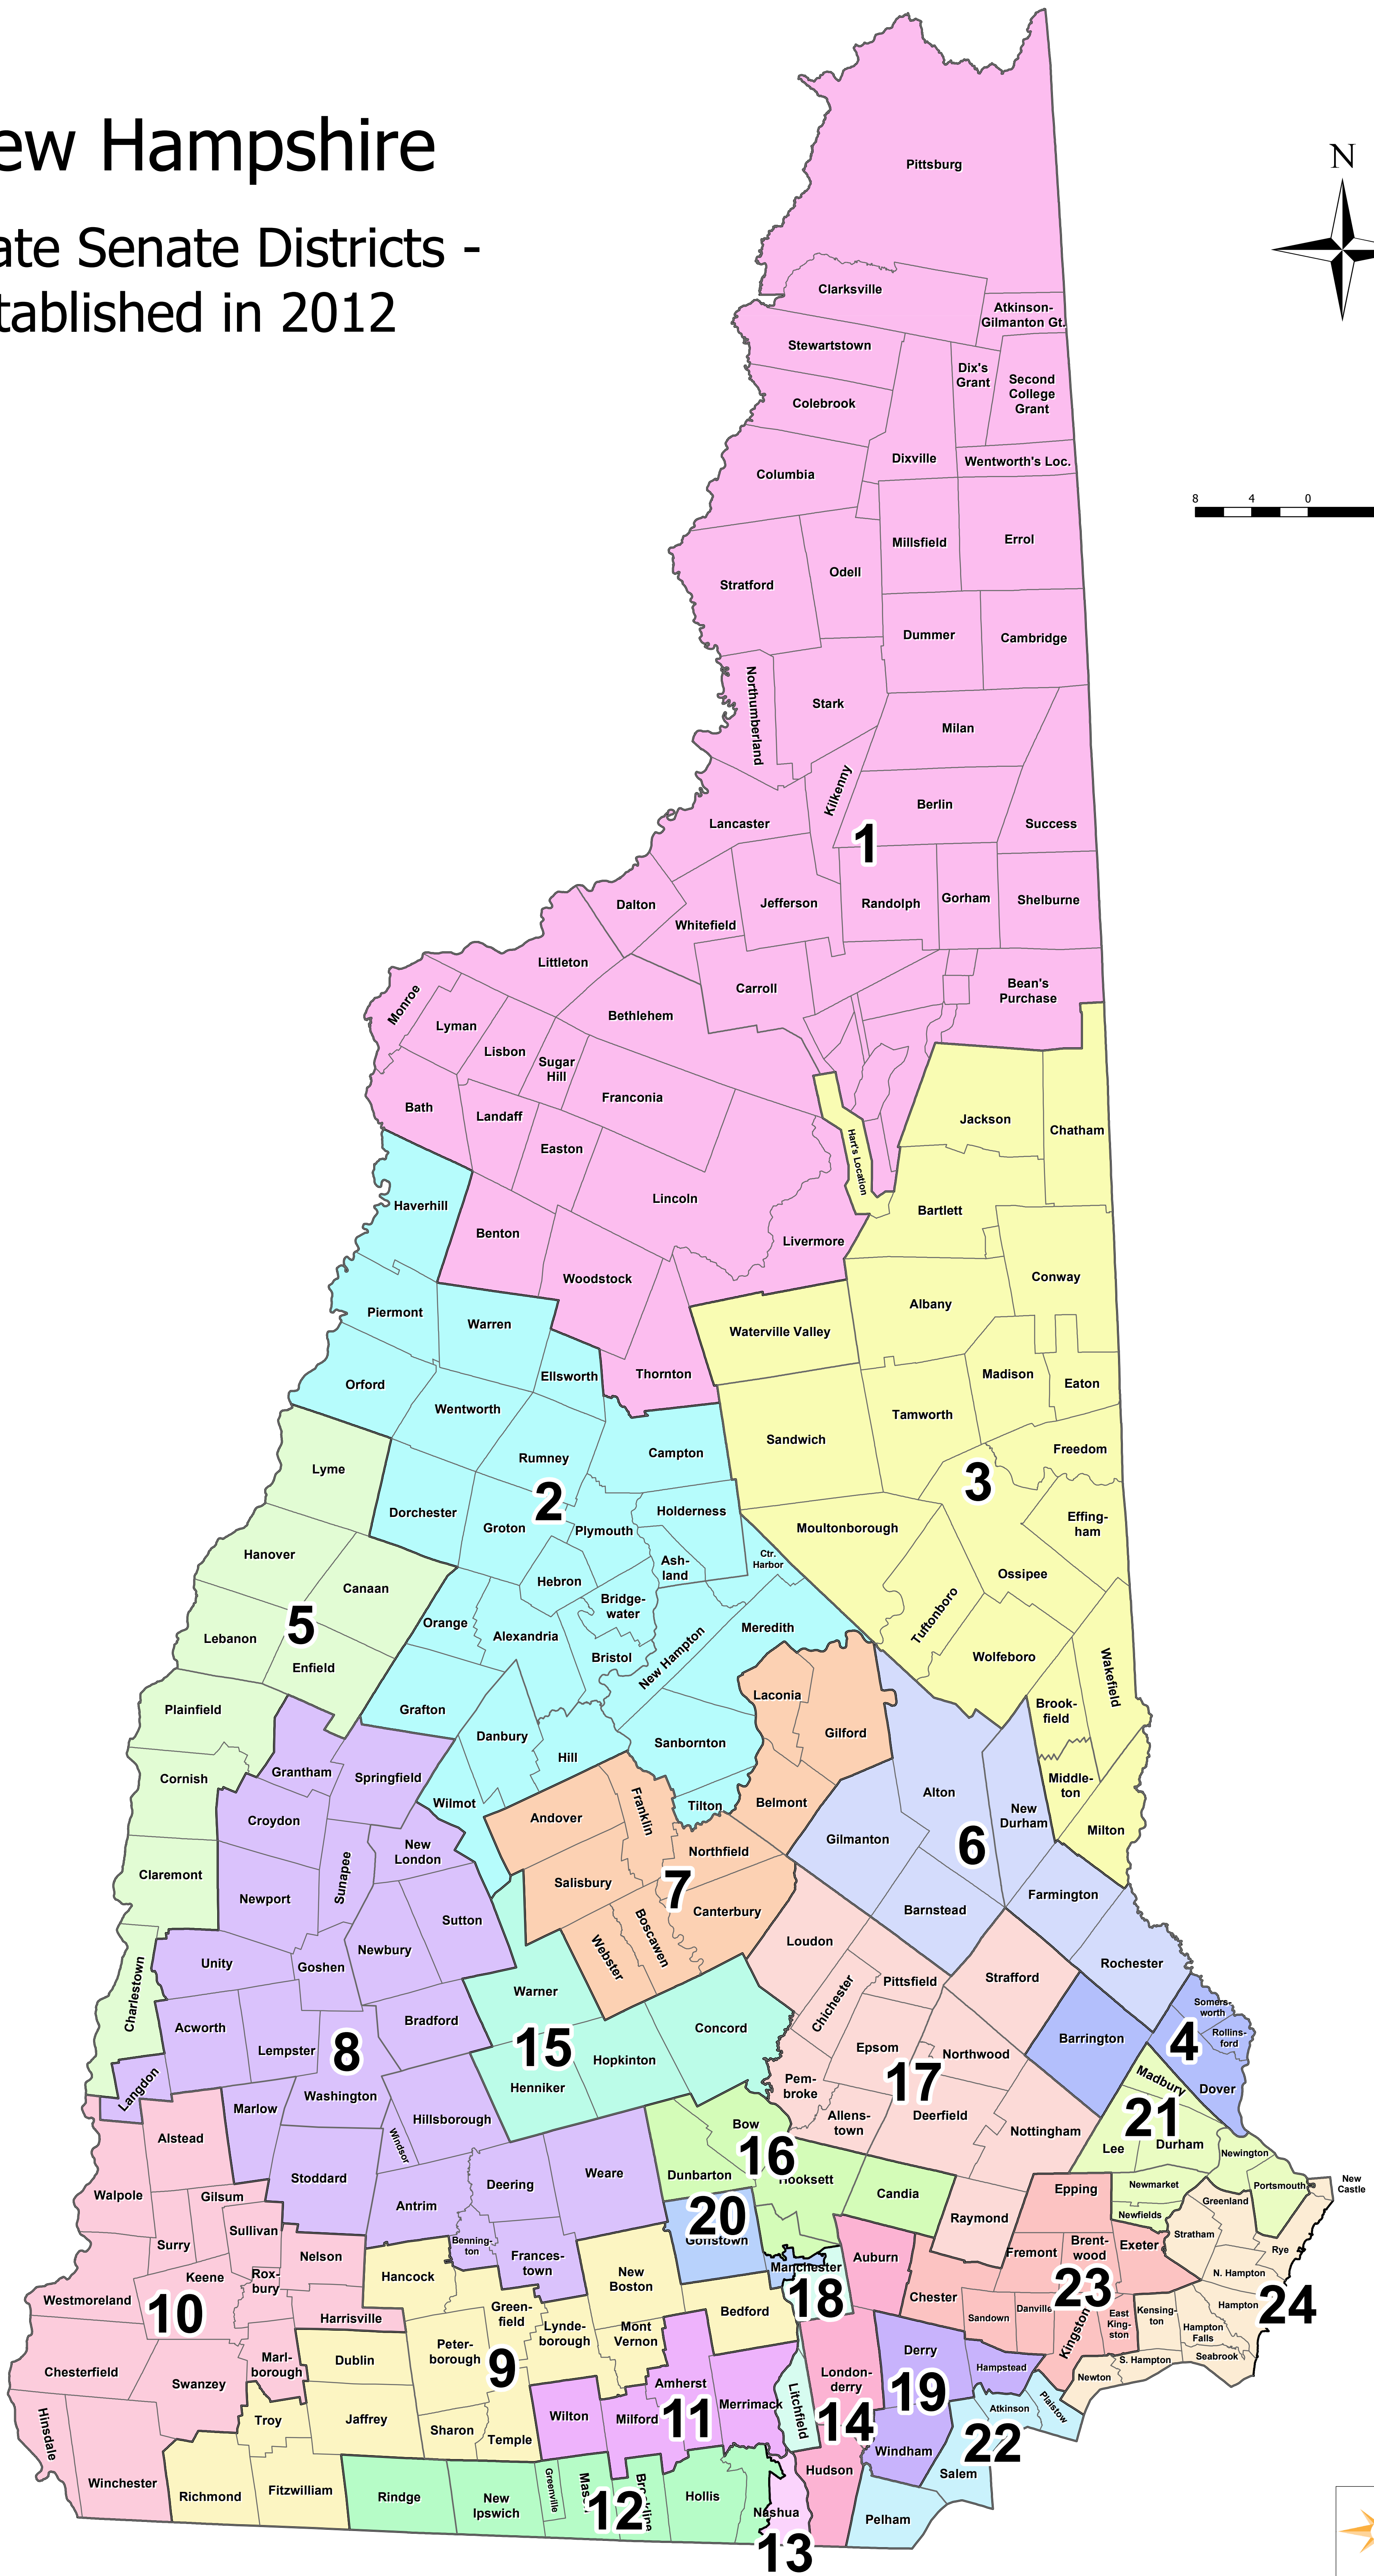 ew Hampshire
ate Senate Districts -
tablished in 2012
N
8 4 0
Pittsburg
Clarksville
Atkinson-
Gilmanton Gt.
Stewartstown
Dix's
Grant
Second
College
Grant
Colebrook
Dixville
Wentworth's Loc.
Columbia
Millsfield
Errol
Odell
Stratford
Dummer
Cambridge
Northumberland
Stark
Milan
Kilkenny
Berlin
Lancaster
Success
1
Dalton
Jefferson
Randolph
Gorham
Shelburne
Whitefield
Littleton
Carroll
Bean's
Purchase
Monroe
Bethlehem
Lyman
Lisbon
Sugar
Hill
Franconia
Bath
Landaff
Jackson
Chatham
Easton
Hart's Location
Lincoln
Haverhill
Bartlett
Benton
Livermore
Woodstock
Conway
Piermont
Warren
Albany
Waterville Valley
Ellsworth
Thornton
Madison
Eaton
Orford
Wentworth
Tamworth
Sandwich
Freedom
Campton
Lyme
Rumney
3
2
Dorchester
Holderness
Groton
Plymouth
Moultonborough
Effing-
ham
Ctr.
Harbor
Ash-
land
Hanover
Ossipee
Hebron
Canaan
Bridge-
water
Tuftonboro
Orange
Alexandria
Meredith
5
Lebanon
Bristol
New Hampton
Wolfeboro
Enfield
Wakefield
Plainfield
Grafton
Laconia
Brook-
field
Gilford
Danbury
Sanbornton
Hill
Grantham
Springfield
Cornish
Middle-
ton
Alton
Wilmot
Tilton
Belmont
Andover
Franklin
Croydon
New
Durham
Milton
Gilmanton
6
New
London
Northfield
Claremont
Sunapee
Salisbury
7
Newport
Farmington
Canterbury
Barnstead
Sutton
Boscawen
Loudon
Newbury
Webster
Unity
Goshen
Rochester
Strafford
Pittsfield
Charlestown
Warner
Chichester
Somers-
worth
Acworth
Bradford
Concord
Rollins-
ford
Barrington
4
Lempster
8
15
Hopkinton
Epsom
Northwood
Langdon
Washington
Henniker
Pem-
broke
17
Madbury
Dover
Marlow
Hillsborough
Allens-
town
Deerfield
21
Alstead
Windsor
Bow
Nottingham
Lee
Durham
16
Newington
Stoddard
Weare
Dunbarton
Hooksett
Deering
Portsmouth
New
Castle
Walpole
Gilsum
Antrim
Candia
Epping
Newmarket
Greenland
20
Goffstown
Raymond
Newfields
Sullivan
Benning-
ton
Stratham
Surry
Nelson
Frances-
town
Auburn
Fremont
Brent-
wood
Exeter
Rye
Keene
Rox-
bury
Hancock
New
Boston
Manchester
N. Hampton
23
Westmoreland
10
18
Chester
Hampton
24
Harrisville
Green-
field
Bedford
Sandown
Danville
Kingston
East
King-
ston
Kensing-
ton
Lynde-
borough
Mont
Vernon
Hampton
Falls
Peter-
borough
Derry
Seabrook
Marl-
borough
Dublin
9
Hampstead
S. Hampton
Chesterfield
Swanzey
Amherst
London-
derry
19
Newton
Merrimack
Litchfield
Atkinson
Plaistow
Hinsdale
Troy
Jaffrey
Sharon
Temple
Wilton
Milford
11
14
22
Windham
Salem
Winchester
Richmond
Fitzwilliam
Rindge
New
Ipswich
Greenville
12
Hollis
Hudson
Nashua
Pelham
13